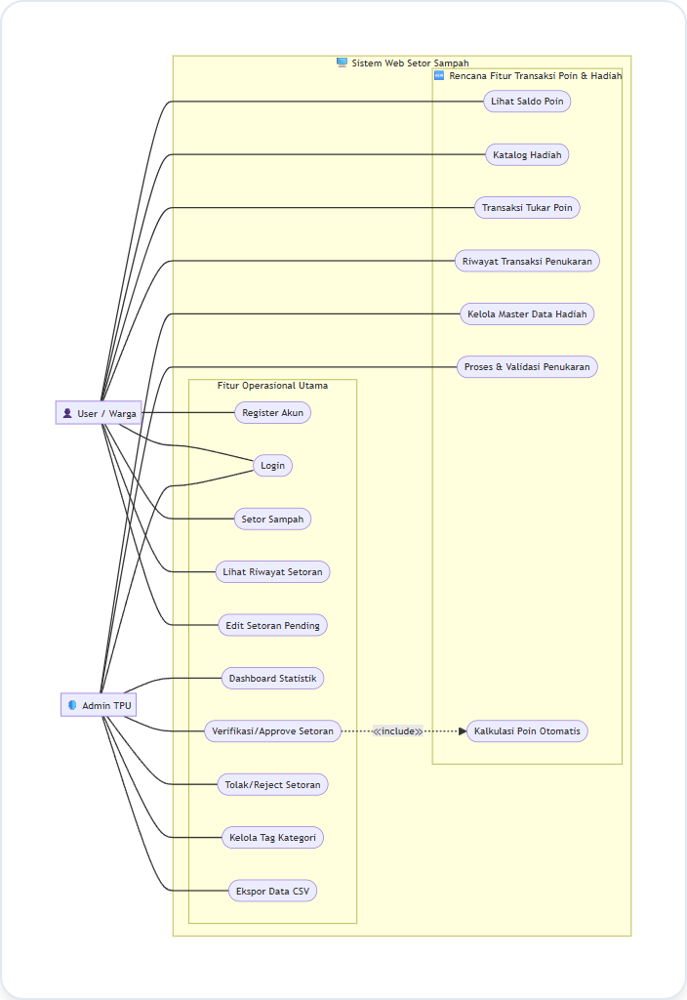 Sistem Web Setor Sampah
Rencana Fitur Transaksi Poin & Hadiah
Lihat Saldo Poin
Katalog Hadiah
Transaksi Tukar Poin
Riwayat Transaksi Penukaran
Kelola Master Data Hadiah
Proses & Validasi Penukaran
Fitur Operasional Utama
User / Warga
Register Akun
Login
Setor Sampah
Lihat Riwayat Setoran
Edit Setoran Pending
Dashboard Statistik
Admin TPU
Verifikasi/Approve Setoran
«include»
Kalkulasi Poin Otomatis
Tolak/Reject Setoran
Kelola Tag Kategori
Ekspor Data CSV